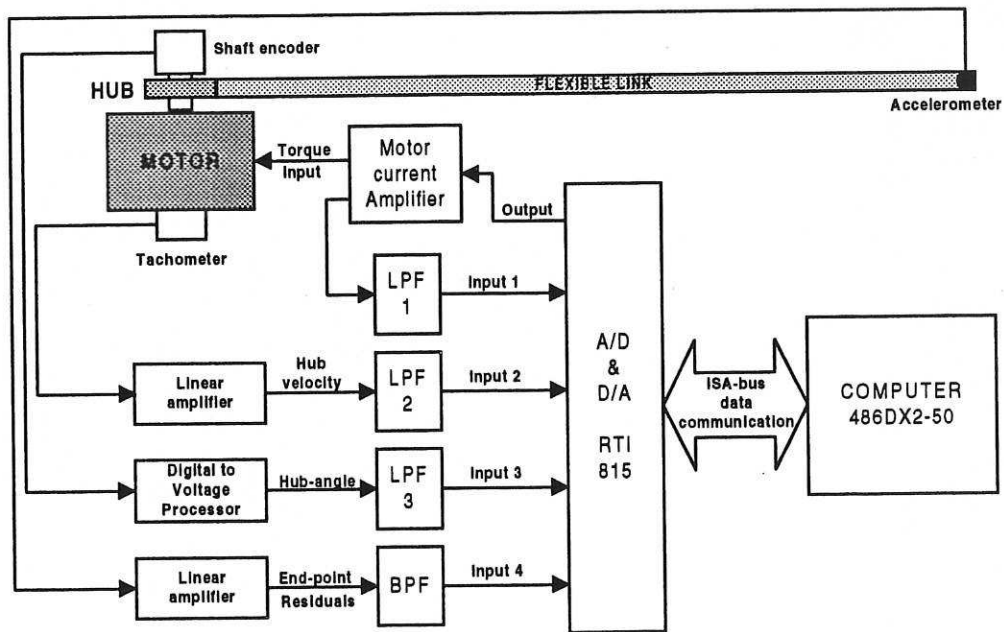 Shaft encoder
HUB
FLEXIBLE LINK
Accelerometer
MOTOR
Torque
Input
Motor
current
Amplifier
Output
Tachometer
LPF
1
Input 1
A/D
&
D/A
RTI
815
ISA-bus
data
communication
COMPUTER
486DX2-50
Linear
amplifier
Hub
velocity
LPF
2
Input 2
Digital to
Voltage
Processor
Hub-angle
LPF
3
Input 3
Linear
amplifier
End-point
Residuals
BPF
Input 4